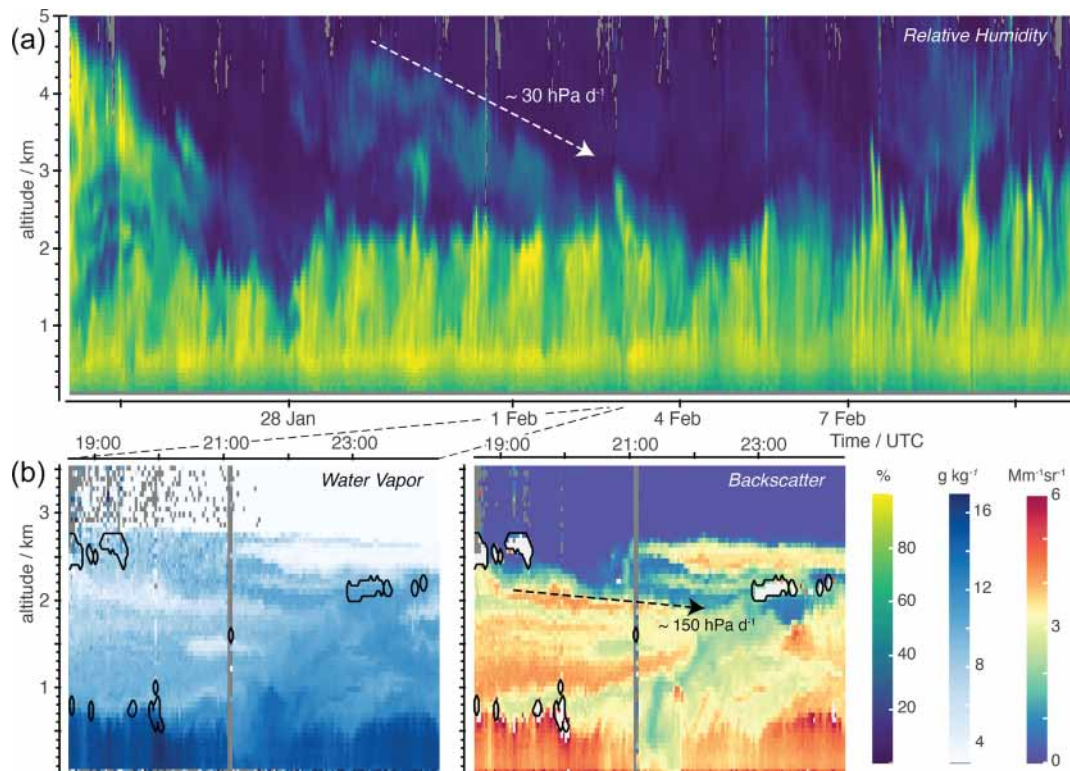 (a)
Relative Humidity
5
4
3
2
1
altitude / km
~ 30 hPa d⁻¹
28 Jan
1 Feb
4 Feb
7 Feb
Time / UTC
19:00
21:00
23:00
19:00
21:00
23:00
(b)
Water Vapor
3
2
1
altitude / km
Backscatter
~ 150 hPa d⁻¹
%
80
60
40
20
g kg⁻¹
16
12
8
4
Mm⁻¹sr⁻¹
6
3
0